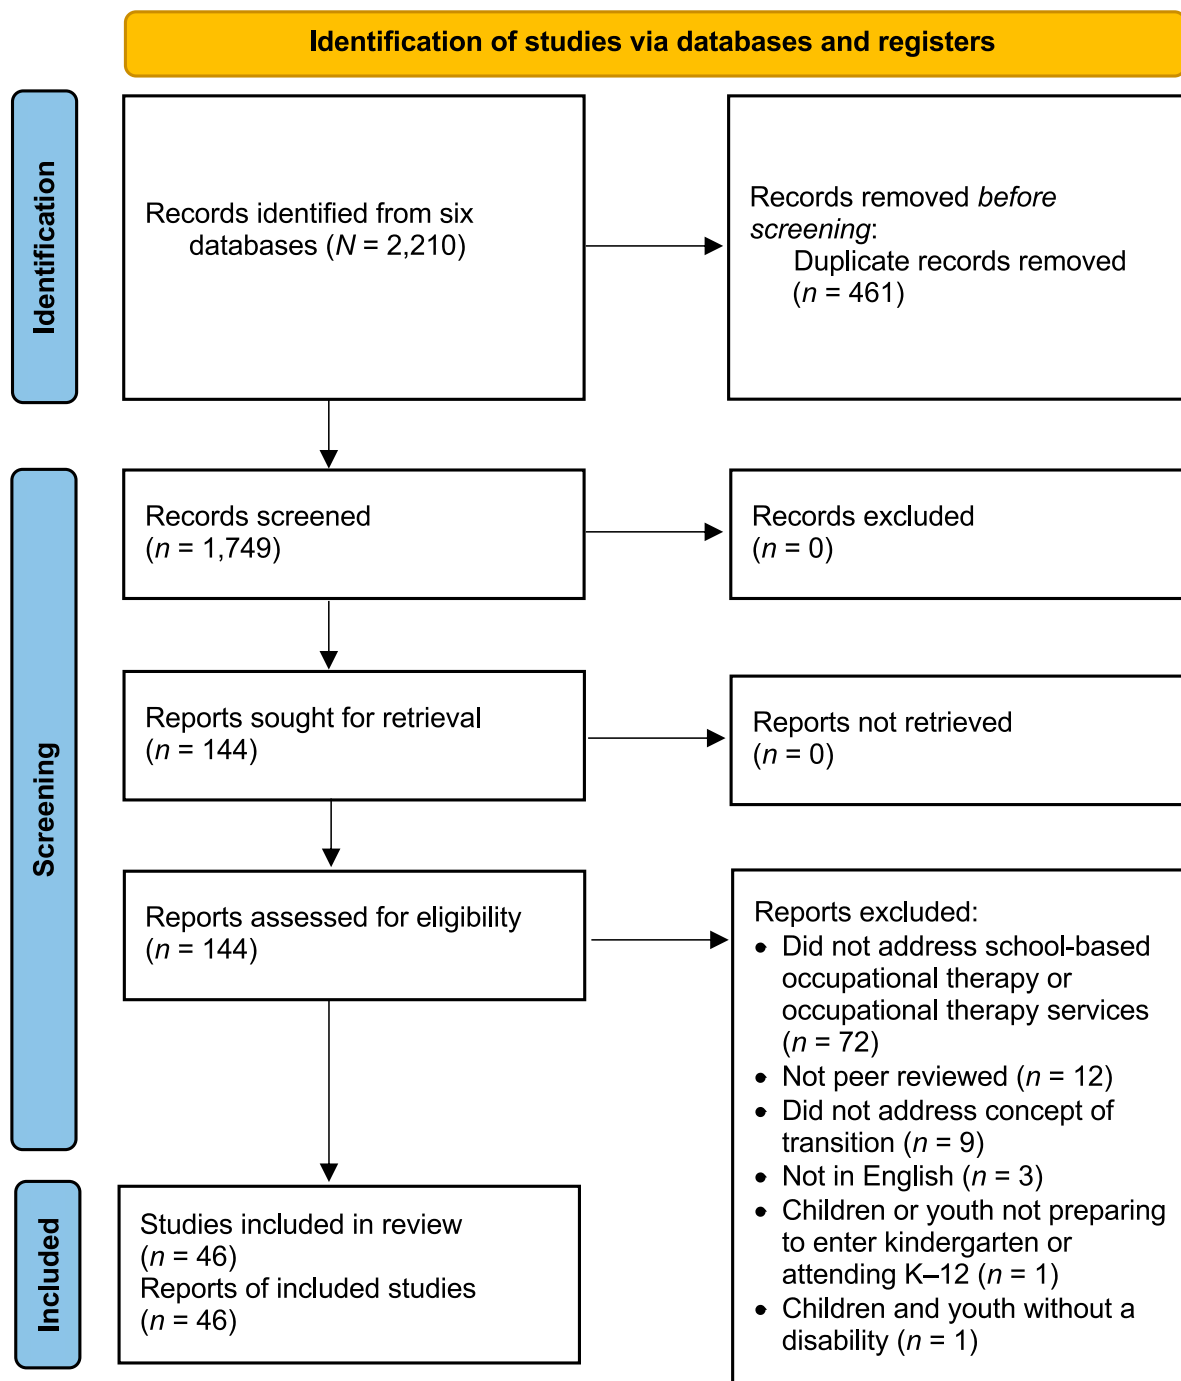 Identification of studies via databases and registers
Identification
Records identified from six
databases (N = 2,210)
Records removed before
screening:
Duplicate records removed
(n = 461)
Screening
Records screened
(n = 1,749)
Records excluded
(n = 0)
Reports sought for retrieval
(n = 144)
Reports not retrieved
(n = 0)
Reports assessed for eligibility
(n = 144)
Reports excluded:
• Did not address school-based
occupational therapy or
occupational therapy services
(n = 72)
• Not peer reviewed (n = 12)
• Did not address concept of
transition (n = 9)
• Not in English (n = 3)
• Children or youth not preparing
to enter kindergarten or
attending K–12 (n = 1)
• Children and youth without a
disability (n = 1)
Included
Studies included in review
(n = 46)
Reports of included studies
(n = 46)